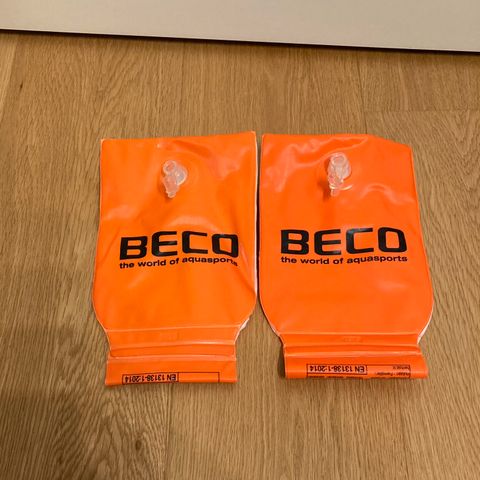 BECO
the world of aquasports
EN 13138-1:2014
BECO
the world of aquasports
EN 13138-1:2014